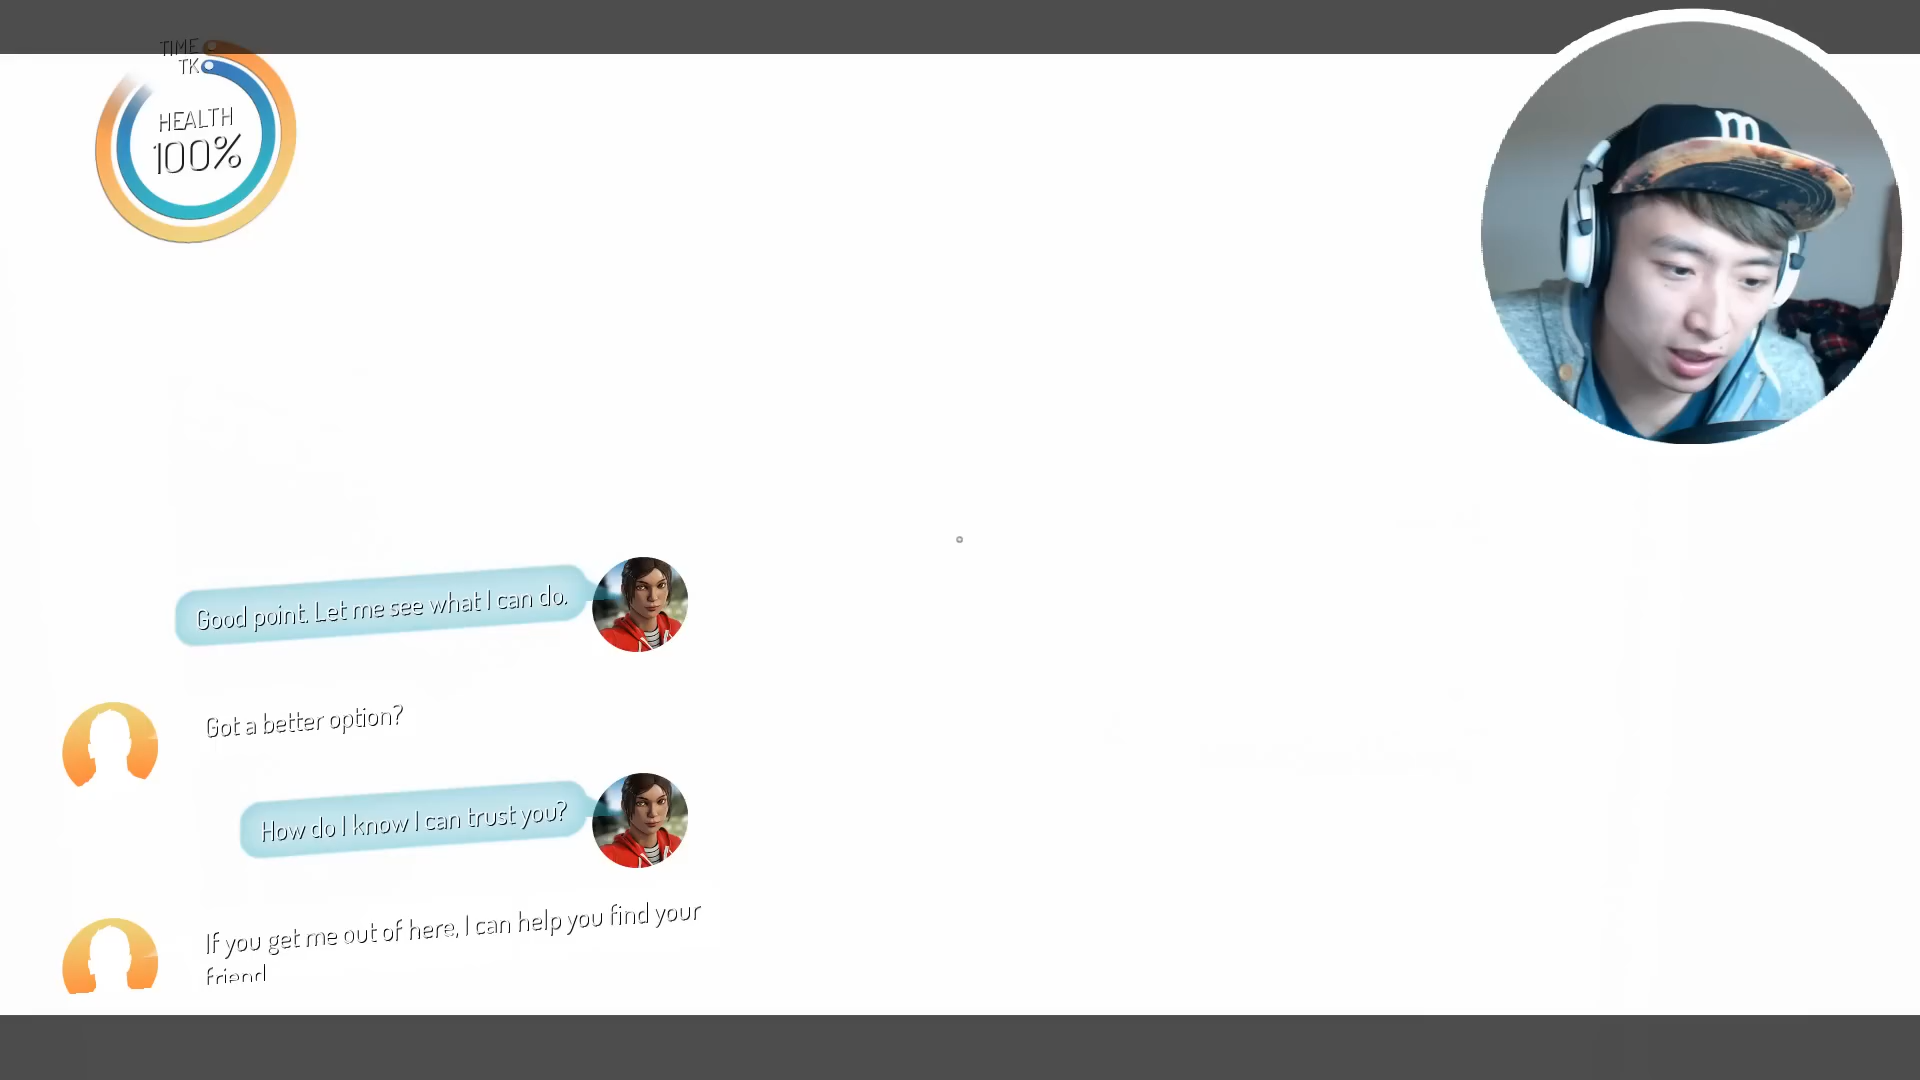 TIME
TK
HEALTH
100%
m
Good point. Let me see what I can do.
Got a better option?
How do I know I can trust you?
If you get me out of here, I can help you find your
friend